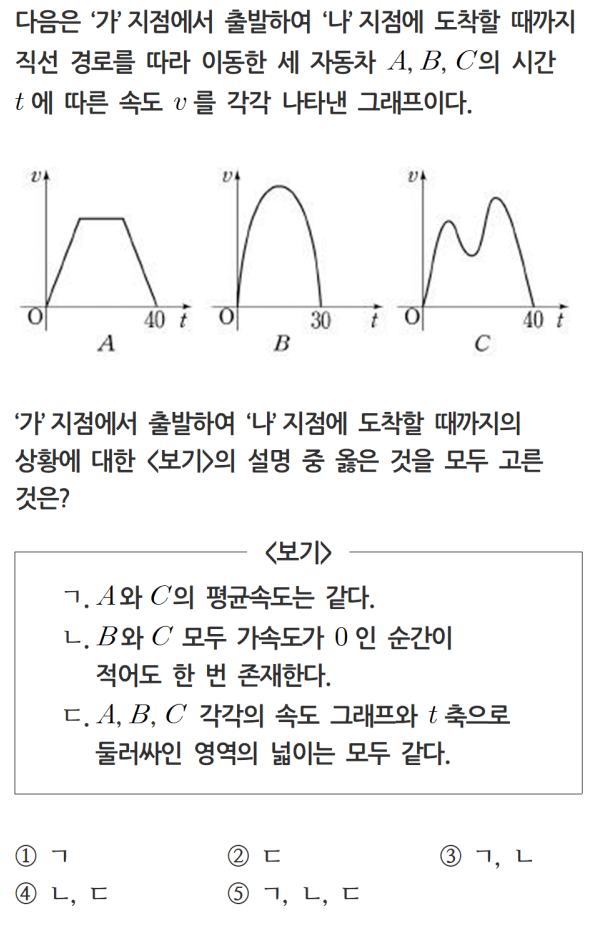 다음은 ‘가’ 지점에서 출발하여 ‘나’ 지점에 도착할 때까지
직선 경로를 따라 이동한 세 자동차 A, B, C의 시간
t에 따른 속도 v를 각각 나타낸 그래프이다.
v v v
O 40 t O 30 t O 40 t
A B C
‘가’ 지점에서 출발하여 ‘나’ 지점에 도착할 때까지의
상황에 대한 <보기>의 설명 중 옳은 것을 모두 고른
것은?
<보기>
ㄱ. A와 C의 평균속도는 같다.
ㄴ. B와 C 모두 가속도가 0인 순간이
적어도 한 번 존재한다.
ㄷ. A, B, C 각각의 속도 그래프와 t축으로
둘러싸인 영역의 넓이는 모두 같다.
① ㄱ ② ㄷ ③ ㄱ, ㄴ
④ ㄴ, ㄷ ⑤ ㄱ, ㄴ, ㄷ